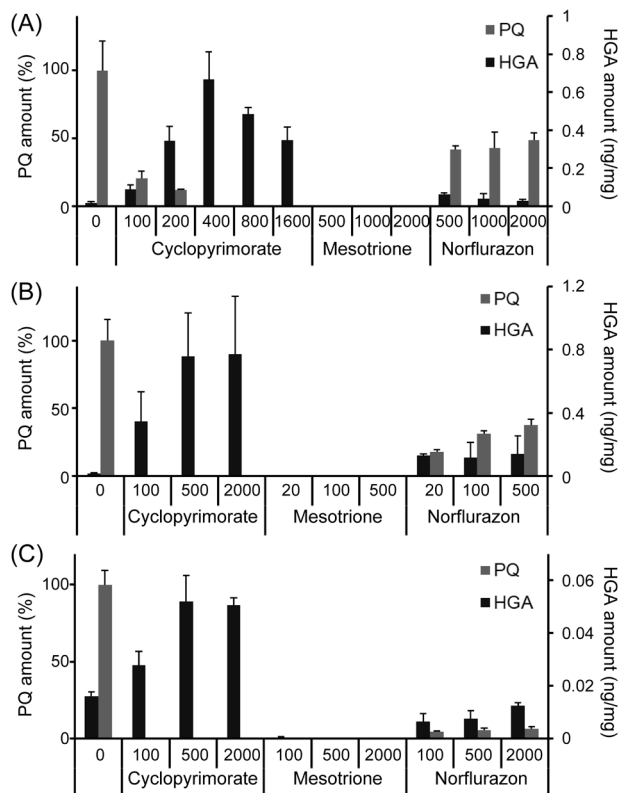 (A)
PQ amount (%)
100
50
0
PQ
HGA
1
0.8
0.6
0.4
0.2
0
HGA amount (ng/mg)
0 100 200 400 800 1600 500 1000 2000 500 1000 2000
Cyclopyrimorate Mesotrione Norflurazon
(B)
PQ amount (%)
100
50
0
PQ
HGA
1.2
0.8
0.4
0
HGA amount (ng/mg)
0 100 500 2000 20 100 500 20 100 500
Cyclopyrimorate Mesotrione Norflurazon
(C)
PQ amount (%)
100
50
0
PQ
HGA
0.06
0.04
0.02
0
HGA amount (ng/mg)
0 100 500 2000 100 500 2000 100 500 2000
Cyclopyrimorate Mesotrione Norflurazon